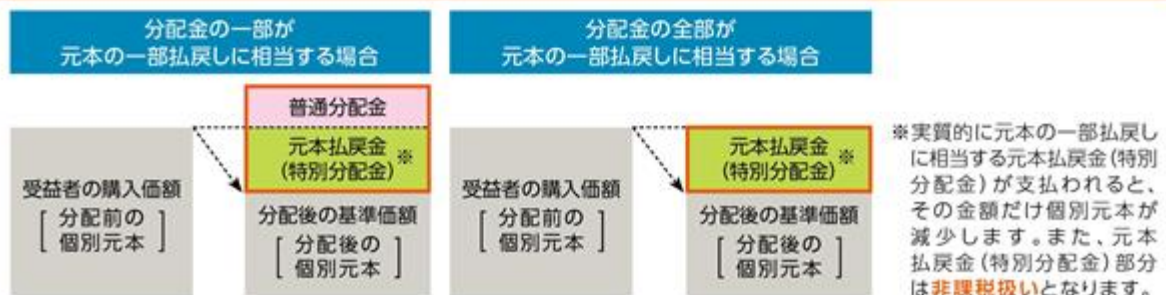 分配金の一部が
元本の一部払戻しに相当する場合
普通分配金
元本払戻金
(特別分配金)
※
受益者の購入価額
[分配前の
個別元本]
分配後の基準価額
[分配後の
個別元本]
分配金の全部が
元本の一部払戻しに相当する場合
元本払戻金
(特別分配金)
※
受益者の購入価額
[分配前の
個別元本]
分配後の基準価額
[分配後の
個別元本]
※実質的に元本の一部払戻し
に相当する元本払戻金(特別
分配金)が支払われると、
その金額だけ個別元本が
減少します。また、元本
払戻金(特別分配金)部分
は非課税扱いとなります。